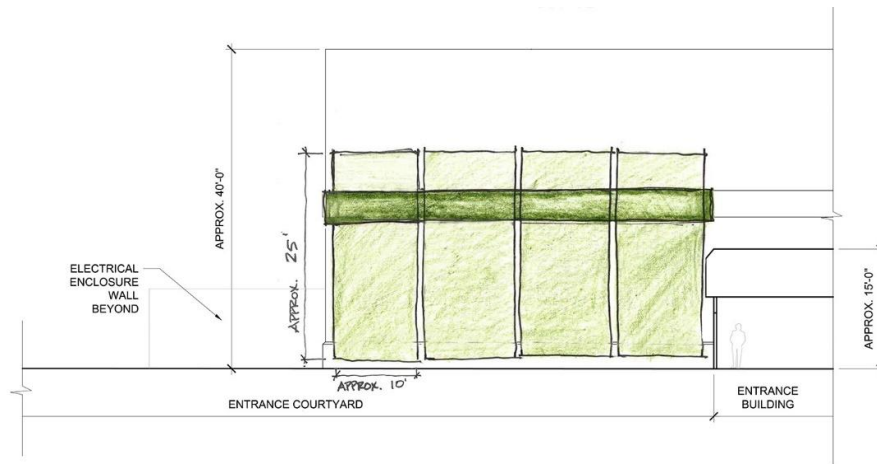 APPROX. 40'-0"
ELECTRICAL
ENCLOSURE
WALL
BEYOND
APPROX. 25'
APPROX. 10'
APPROX. 15'-0"
ENTRANCE COURTYARD
ENTRANCE
BUILDING